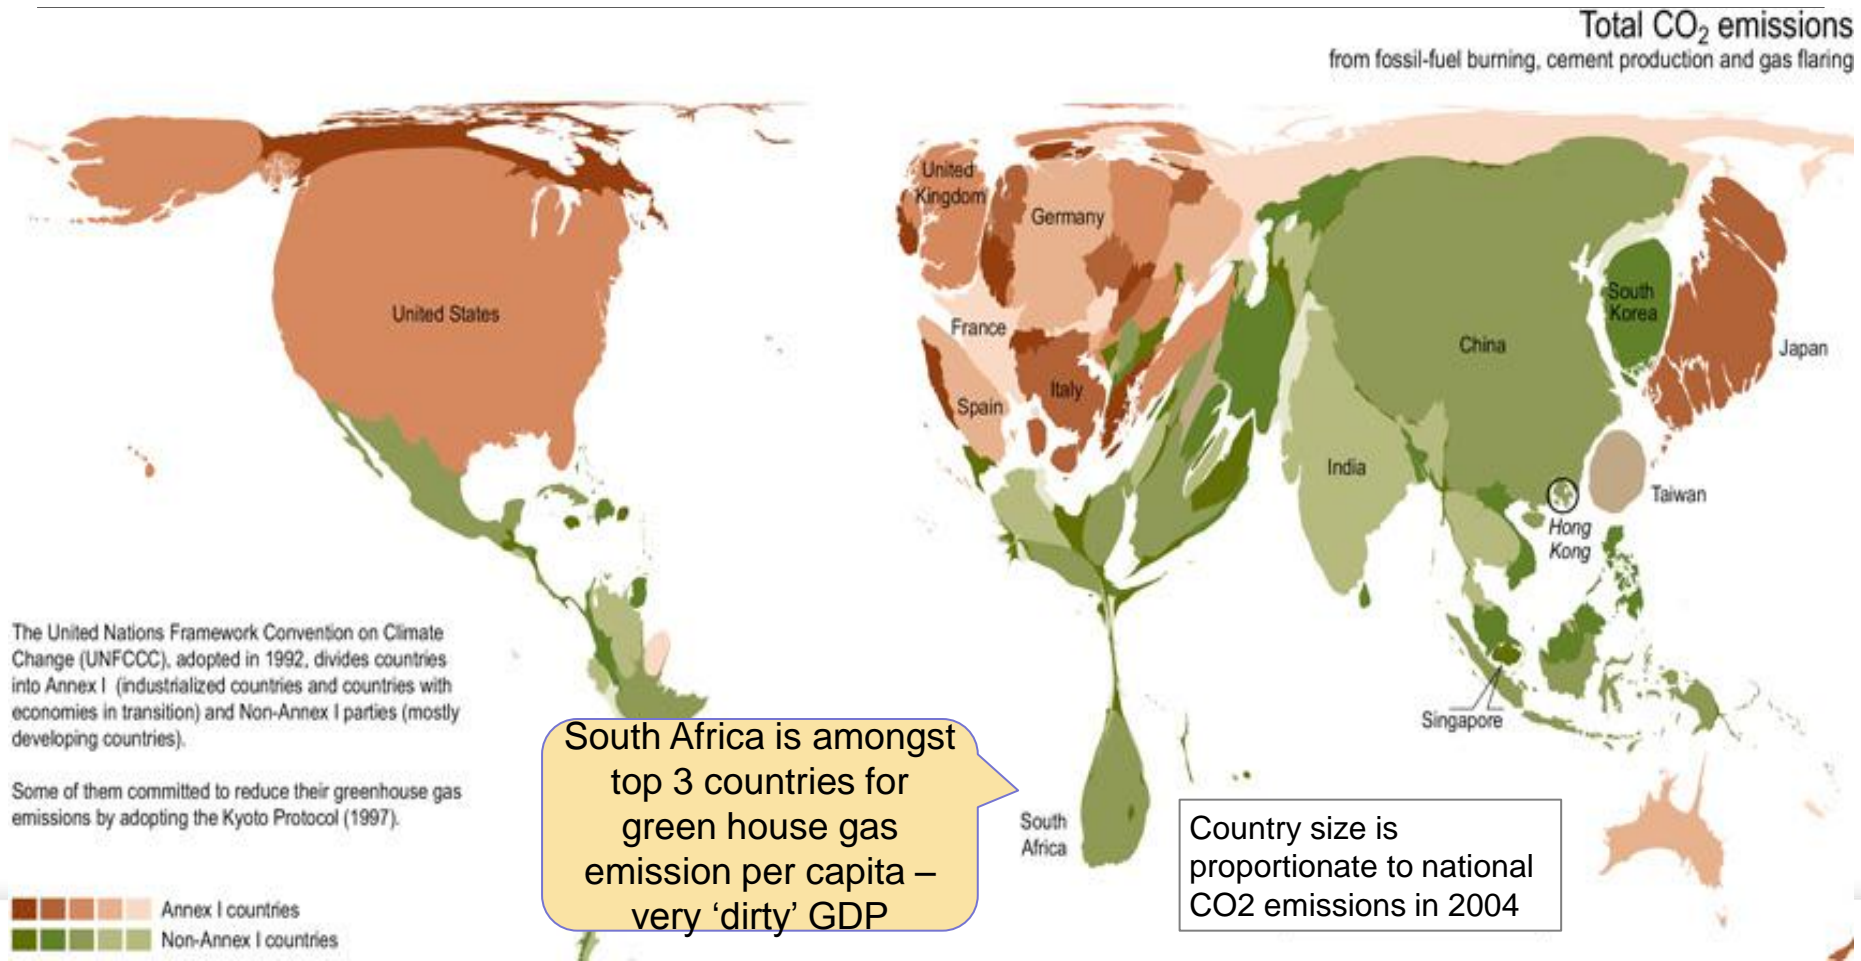 Total CO₂ emissions
from fossil-fuel burning, cement production and gas flaring
United
Kingdom
Germany
United States
France
Spain
Italy
China
South
Korea
Japan
India
Taiwan
Hong
Kong
Singapore
South
Africa
The United Nations Framework Convention on Climate
Change (UNFCCC), adopted in 1992, divides countries
into Annex I (industrialized countries and countries with
economies in transition) and Non-Annex I parties (mostly
developing countries).
Some of them committed to reduce their greenhouse gas
emissions by adopting the Kyoto Protocol (1997).
South Africa is amongst
top 3 countries for
green house gas
emission per capita –
very ‘dirty’ GDP
Country size is
proportionate to national
CO2 emissions in 2004
Annex I countries
Non-Annex I countries